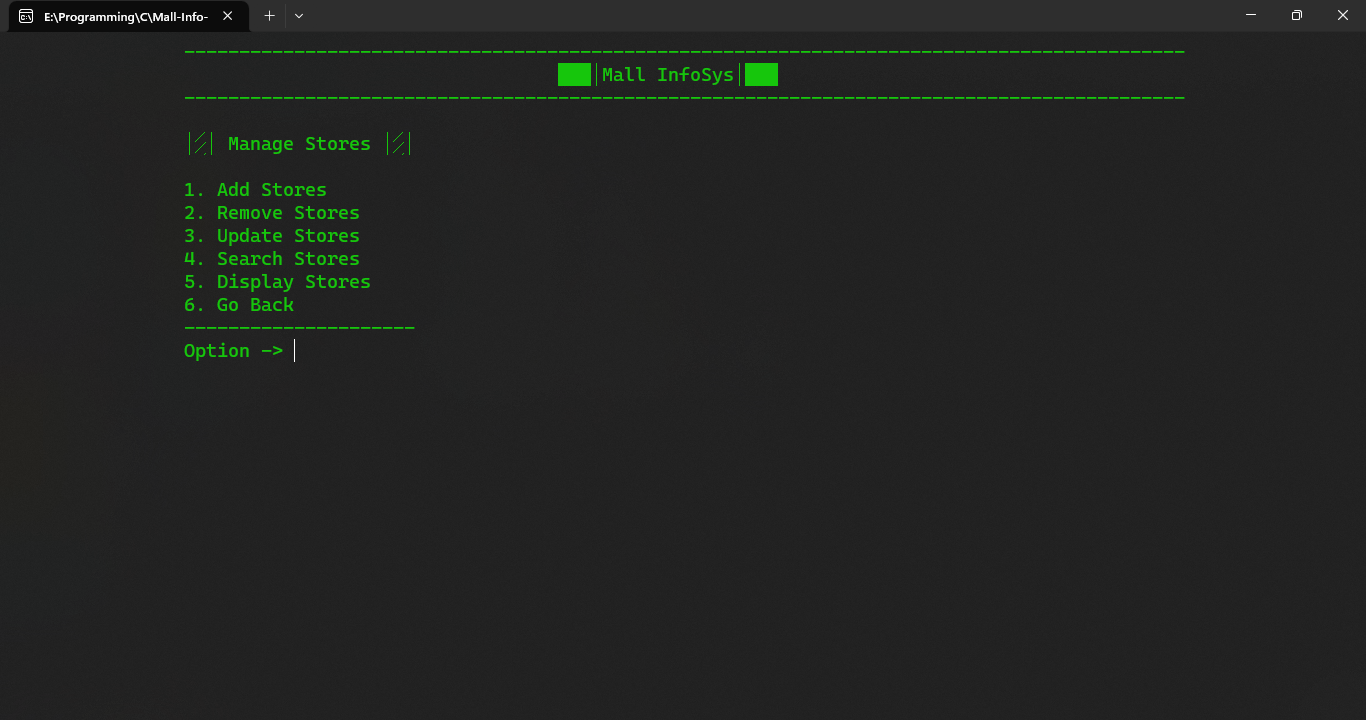 E:\Programming\C\Mall-Info-
Mall InfoSys
Manage Stores
1. Add Stores
2. Remove Stores
3. Update Stores
4. Search Stores
5. Display Stores
6. Go Back
---------------------
Option ->